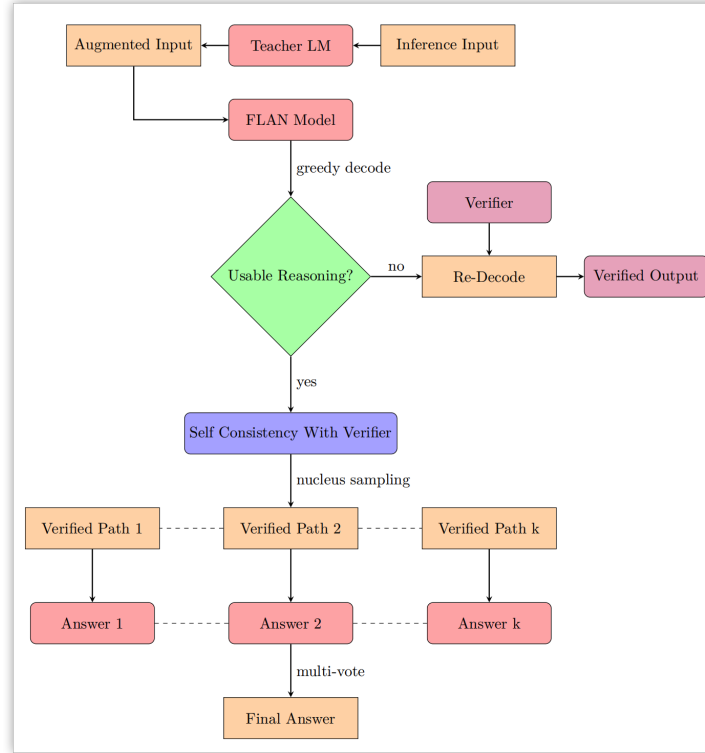 Augmented Input
Teacher LM
Inference Input
FLAN Model
greedy decode
Verifier
Usable Reasoning?
no
Re-Decode
Verified Output
yes
Self Consistency With Verifier
nucleus sampling
Verified Path 1
Verified Path 2
Verified Path k
Answer 1
Answer 2
Answer k
multi-vote
Final Answer